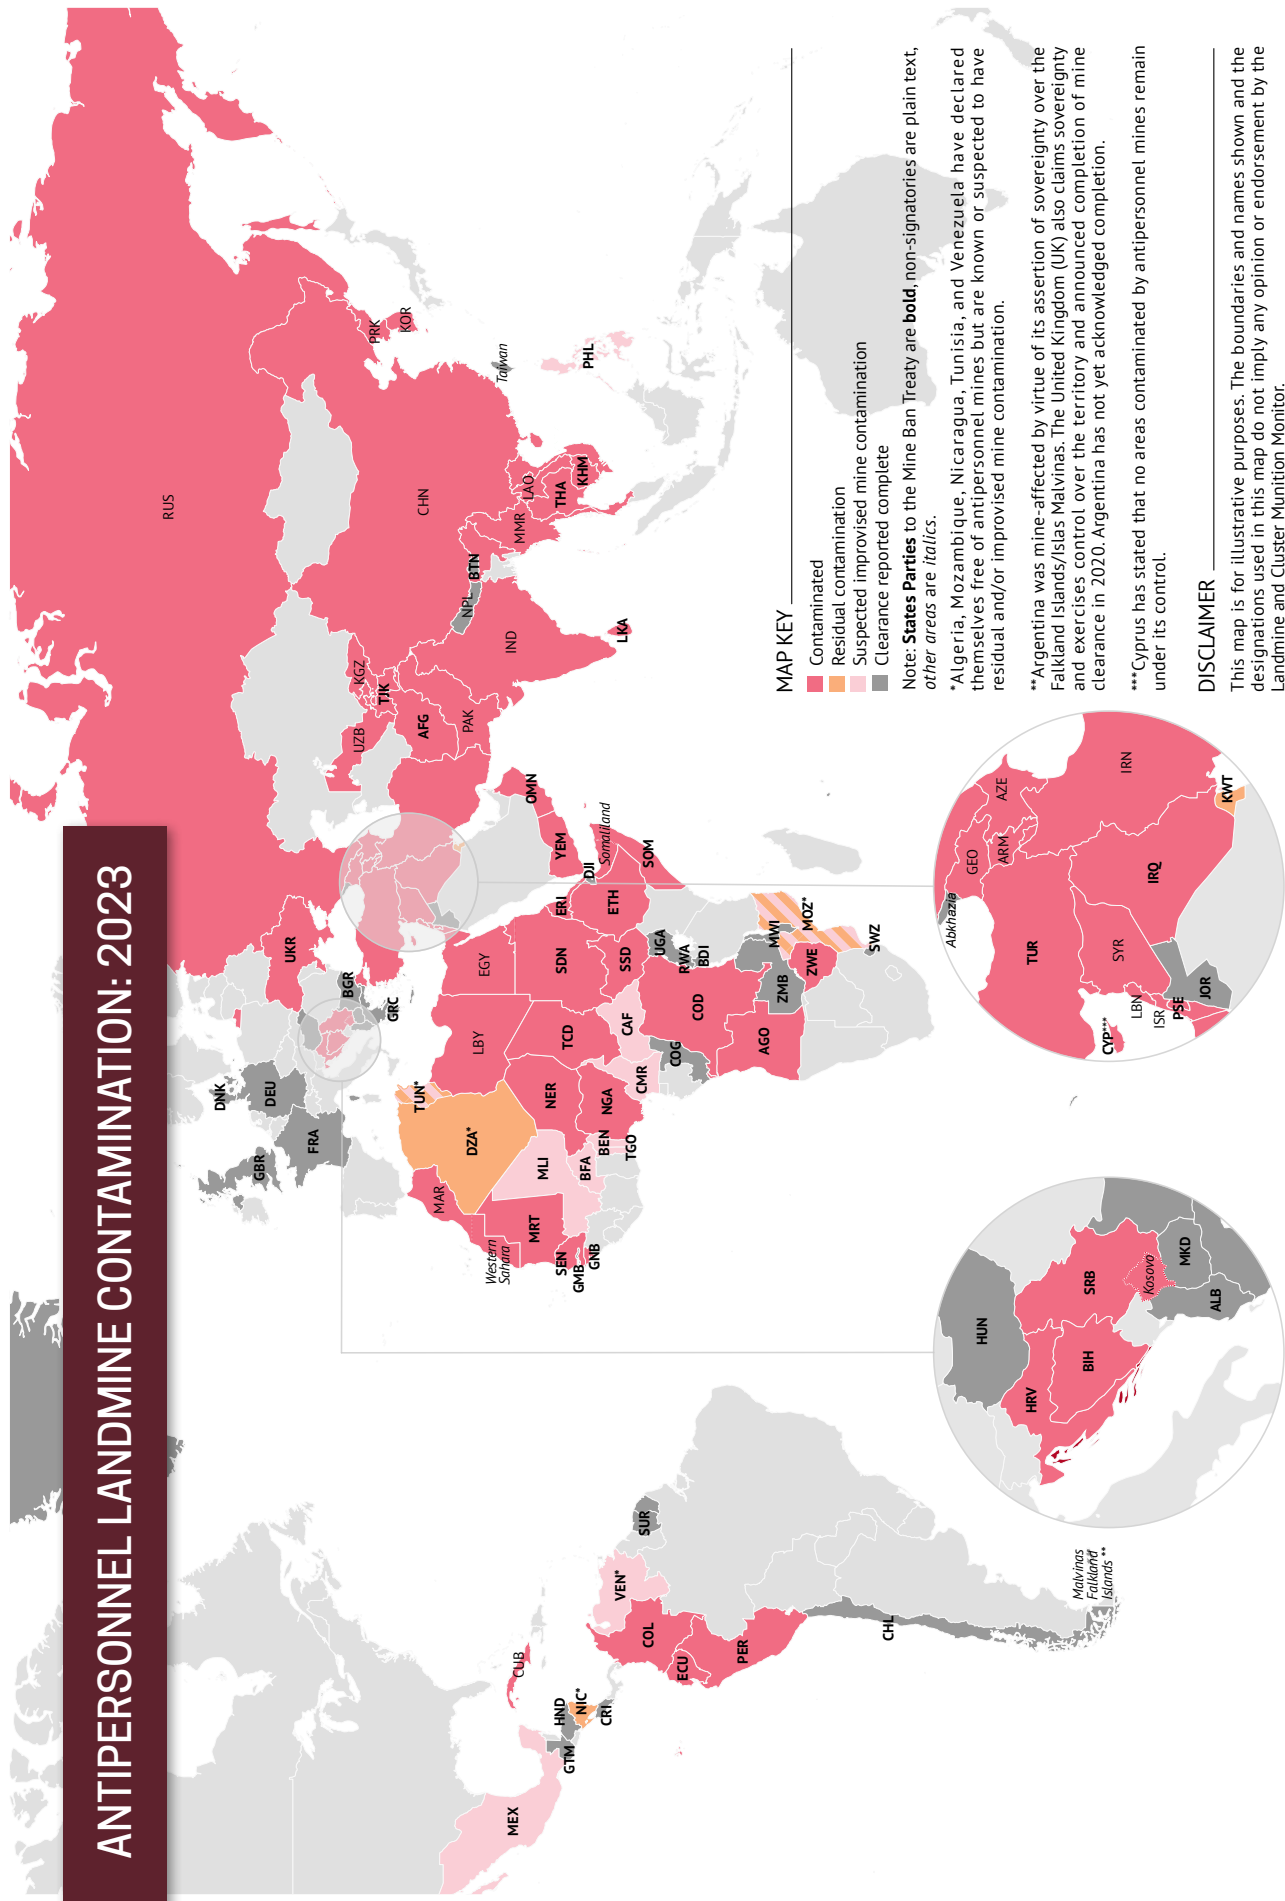 ANTIPERSONNEL LANDMINE CONTAMINATION: 2023
RUS
DNK
GBR
DEU
FRA
UKR
BGR
GRC
UZB
KGZ
TJK
AFG
PAK
CHN
PRK
KOR
NPL
BTN
IND
LKA
MMR
LAO
THA
KHM
Taiwan
PHL
MAR
Western
Sahara
DZA*
TUN*
LBY
EGY
MRT
MLI
NER
TCD
SDN
ERI
YEM
OMN
DJI
Somaliland
SEN
GMB
GNB
BFA
BEN
TGO
NGA
CMR
CAF
SSD
ETH
SOM
COG
COD
UGA
RWA
BDI
AGO
ZMB
MWI
MOZ*
ZWE
SWZ
MEX
CUB
GTM
HND
NIC*
CRI
VEN*
SUR
COL
ECU
PER
CHL
Malvinas
Falkland
Islands **
HUN
HRV
BIH
SRB
Kosovo
MKD
ALB
Abkhazia
GEO
AZE
ARM
TUR
SYR
IRQ
IRN
CYP***
LBN
ISR
PSE
JOR
KWT
MAP KEY
Contaminated
Residual contamination
Suspected improvised mine contamination
Clearance reported complete
Note: States Parties to the Mine Ban Treaty are bold, non-signatories are plain text,
other areas are italics.
*Algeria, Mozambique, Nicaragua, Tunisia, and Venezuela have declared
themselves free of antipersonnel mines but are known or suspected to have
residual and/or improvised mine contamination.
**Argentina was mine-affected by virtue of its assertion of sovereignty over the
Falkland Islands/Islas Malvinas. The United Kingdom (UK) also claims sovereignty
and exercises control over the territory and announced completion of mine
clearance in 2020. Argentina has not yet acknowledged completion.
***Cyprus has stated that no areas contaminated by antipersonnel mines remain
under its control.
DISCLAIMER
This map is for illustrative purposes. The boundaries and names shown and the
designations used in this map do not imply any opinion or endorsement by the
Landmine and Cluster Munition Monitor.